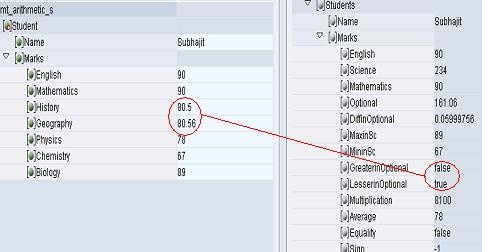 mt_arithmetic_s
Student
Name Subhajit
Marks
English 90
Mathematics 90
History 80.5
Geography 80.56
Physics 78
Chemistry 67
Biology 89
Students
Name Subhajit
Marks
English 90
Science 234
Mathematics 90
Optional 161.06
DiffinOptional 0.05999756
MaxinSc 89
MininSc 67
GreaterinOptional false
LesserinOptional true
Multiplication 8100
Average 78
Equality false
Sign -1